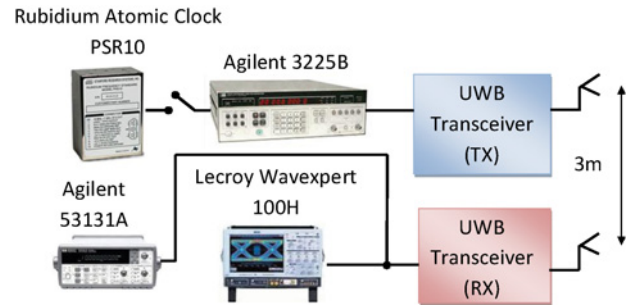 Rubidium Atomic Clock
PSR10
Agilent 3225B
UWB
Transceiver
(TX)
3m
Agilent
53131A
Lecroy Wavexpert
100H
UWB
Transceiver
(RX)